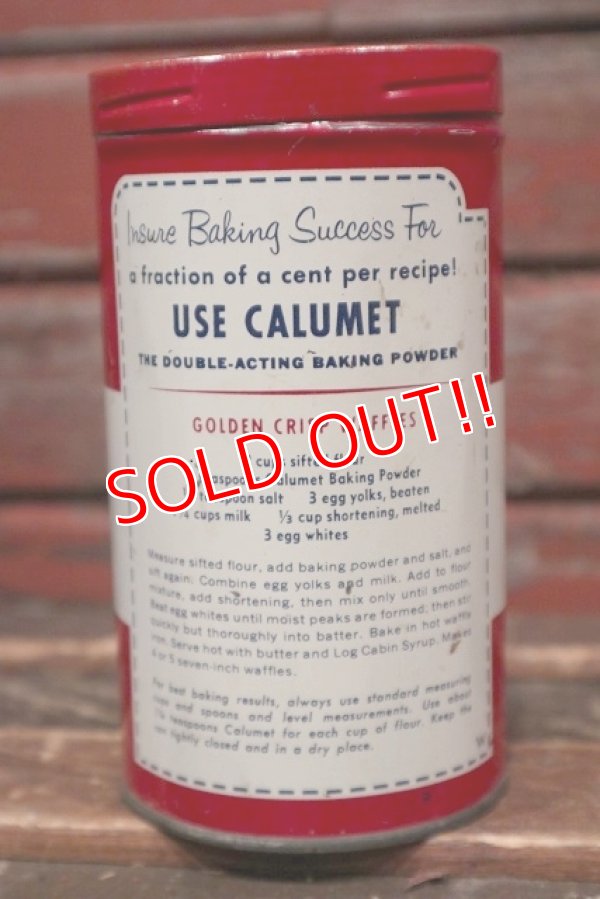 Insure Baking Success For
a fraction of a cent per recipe!
USE CALUMET
THE DOUBLE-ACTING BAKING POWDER
GOLDEN CRISP WAFFLES
cups sifted flour
Calumet Baking Powder
salt 3 egg yolks, beaten
cups milk ⅓ cup shortening, melted
3 egg whites
Measure sifted flour, add baking powder and salt, and
sift again. Combine egg yolks and milk. Add to flour
mixture, add shortening, then mix only until smooth.
Beat egg whites until moist peaks are formed, then stir
quickly but thoroughly into batter. Bake in hot waffle
iron. Serve hot with butter and Log Cabin Syrup. Makes
4 or 5 seven-inch waffles.
For best baking results, always use standard measuring
cups and spoons and level measurements. Use about
teaspoons Calumet for each cup of flour. Keep the
can tightly closed and in a dry place.
SOLD OUT!!